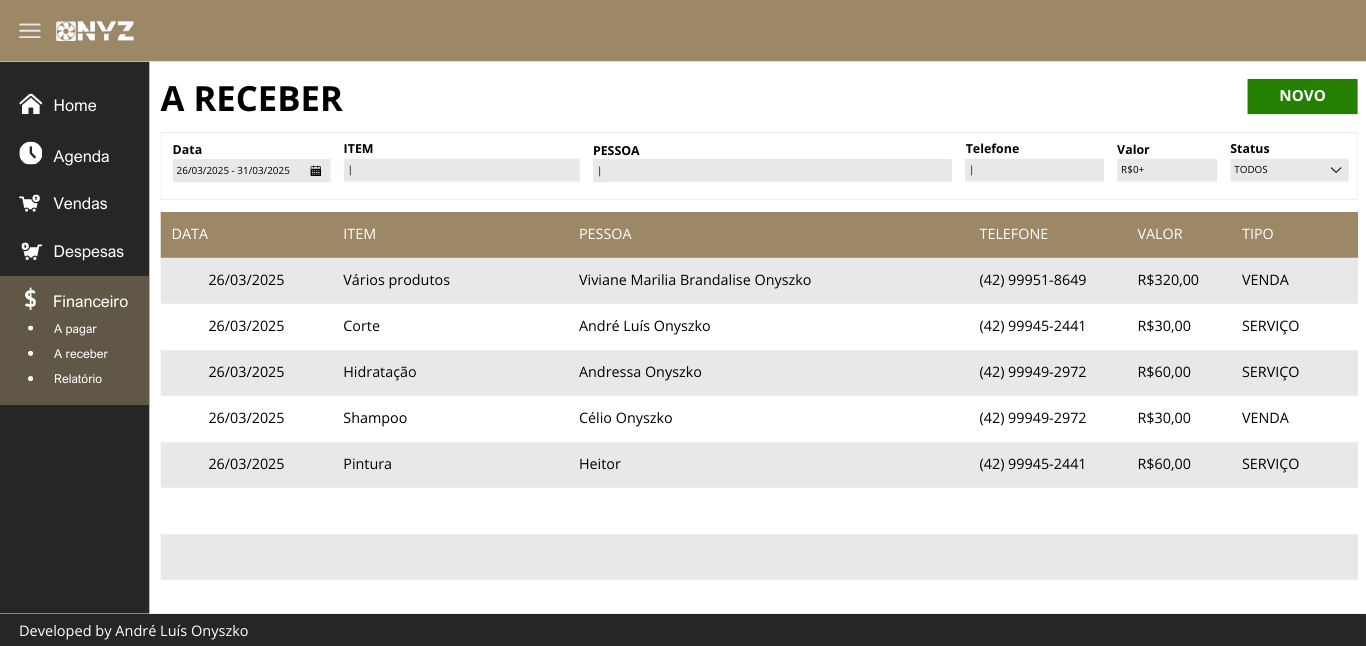 ONYZ
Home
Agenda
Vendas
Despesas
Financeiro
A pagar
A receber
Relatório
A RECEBER
NOVO
Data ITEM PESSOA Telefone Valor Status
26/03/2025 - 31/03/2025 | | | R$0+ TODOS
DATA ITEM PESSOA TELEFONE VALOR TIPO
26/03/2025 Vários produtos Viviane Marilia Brandalise Onyszko (42) 99951-8649 R$320,00 VENDA
26/03/2025 Corte André Luís Onyszko (42) 99945-2441 R$30,00 SERVIÇO
26/03/2025 Hidratação Andressa Onyszko (42) 99949-2972 R$60,00 SERVIÇO
26/03/2025 Shampoo Célio Onyszko (42) 99949-2972 R$30,00 VENDA
26/03/2025 Pintura Heitor (42) 99945-2441 R$60,00 SERVIÇO
Developed by André Luís Onyszko